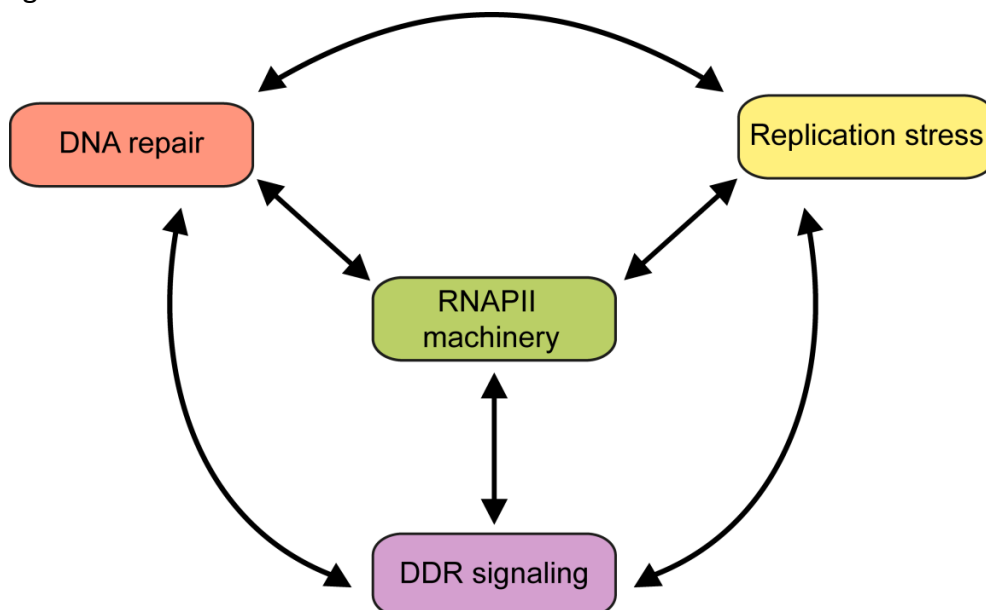 DNA repair
Replication stress
RNAPII
machinery
DDR signaling